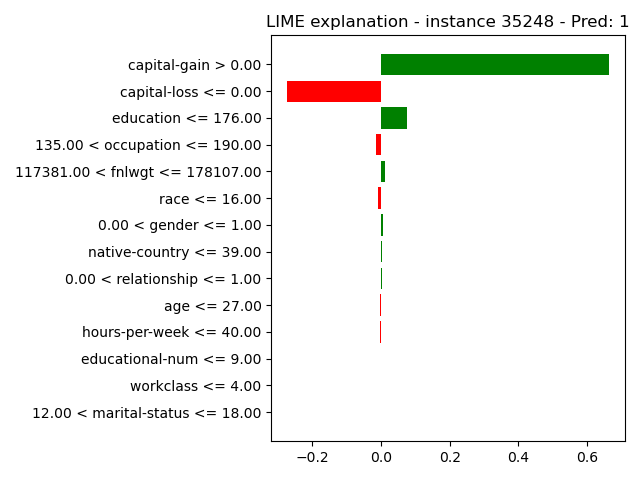 LIME explanation - instance 35248 - Pred: 1
capital-gain > 0.00
capital-loss <= 0.00
education <= 176.00
135.00 < occupation <= 190.00
117381.00 < fnlwgt <= 178107.00
race <= 16.00
0.00 < gender <= 1.00
native-country <= 39.00
0.00 < relationship <= 1.00
age <= 27.00
hours-per-week <= 40.00
educational-num <= 9.00
workclass <= 4.00
12.00 < marital-status <= 18.00
−0.2 0.0 0.2 0.4 0.6